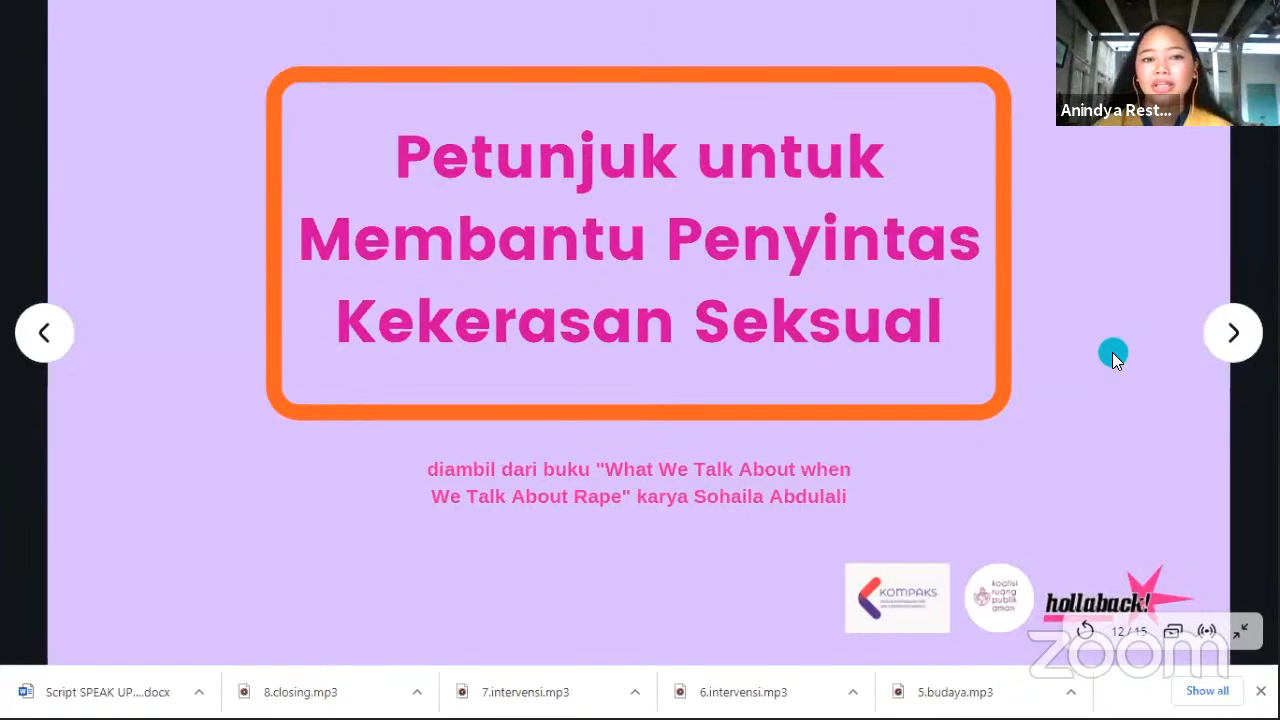 Petunjuk untuk
Membantu Penyintas
Kekerasan Seksual
diambil dari buku "What We Talk About when
We Talk About Rape" karya Sohaila Abdulali
Anindya Rest...
KOMPAKS
koalisi
ruang
publik
aman
hollaback!
12/15
zoom
Script SPEAK UP....docx
8.closing.mp3
7.intervensi.mp3
6.intervensi.mp3
5.budaya.mp3
Show all